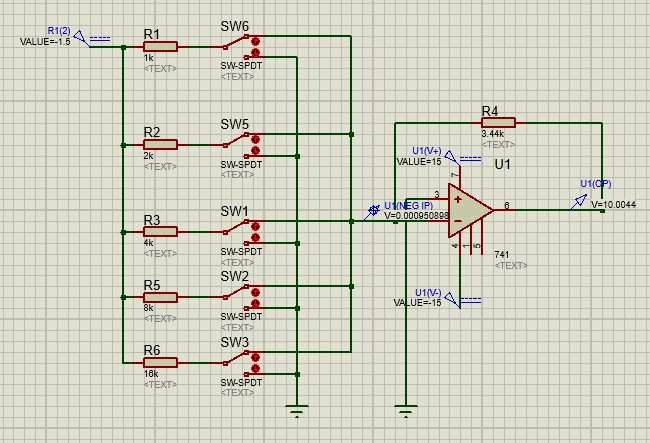 R1(2)
VALUE=-1.5
R1
1k
<TEXT>
SW6
SW-SPDT
<TEXT>
R2
2k
<TEXT>
SW5
SW-SPDT
<TEXT>
R3
4k
<TEXT>
SW1
SW-SPDT
<TEXT>
R5
8k
<TEXT>
SW2
SW-SPDT
<TEXT>
R6
16k
<TEXT>
SW3
SW-SPDT
<TEXT>
R4
3.44k
<TEXT>
U1(V+)
VALUE=15
U1
7
3
6
4
1
5
U1(NEG IP)
V=0.000950898
U1(OP)
V=10.0044
741
<TEXT>
U1(V-)
VALUE=-15